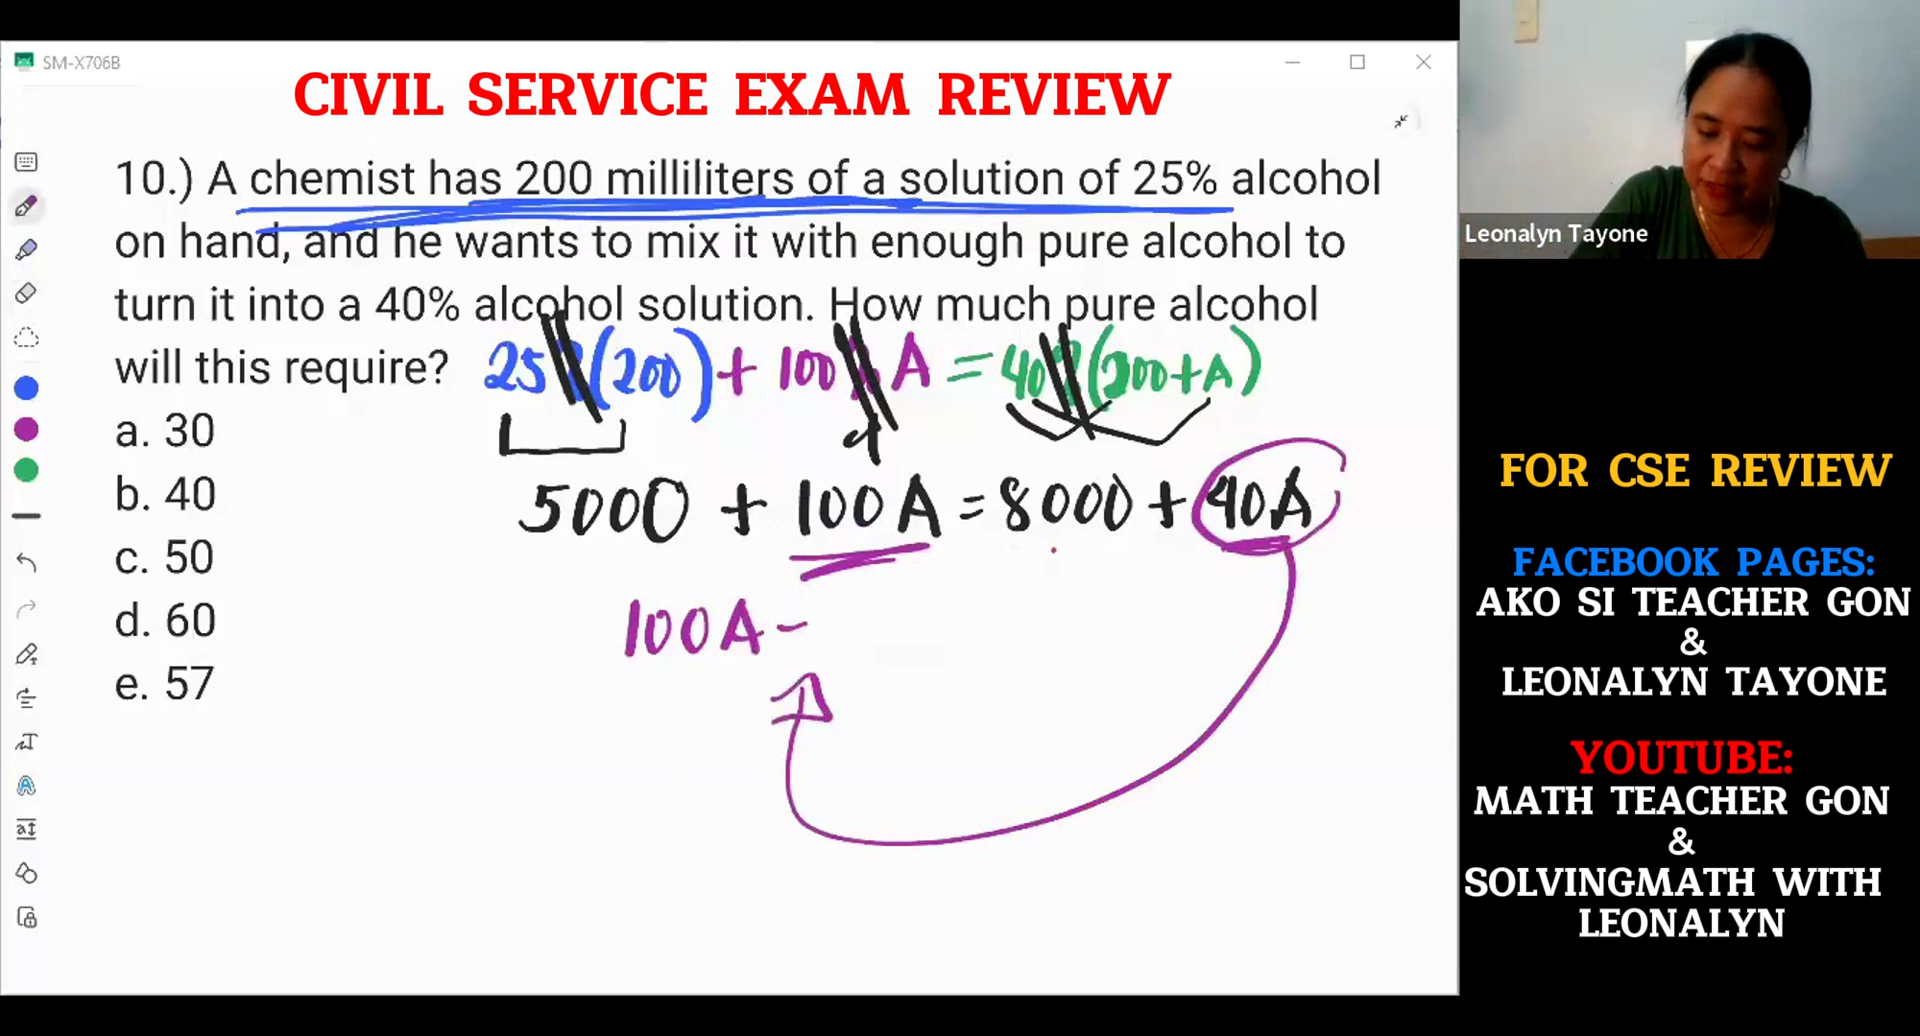 SM-X706B
CIVIL SERVICE EXAM REVIEW
10.) A chemist has 200 milliliters of a solution of 25% alcohol
on hand, and he wants to mix it with enough pure alcohol to
turn it into a 40% alcohol solution. How much pure alcohol
will this require? 25 (200) + 100 A = 40 (200+A)
a. 30
b. 40
5000 + 100A = 8000 + 40A
c. 50
d. 60
100A -
e. 57
Leonalyn Tayone
FOR CSE REVIEW
FACEBOOK PAGES:
AKO SI TEACHER GON
&
LEONALYN TAYONE
YOUTUBE:
MATH TEACHER GON
&
SOLVINGMATH WITH
LEONALYN